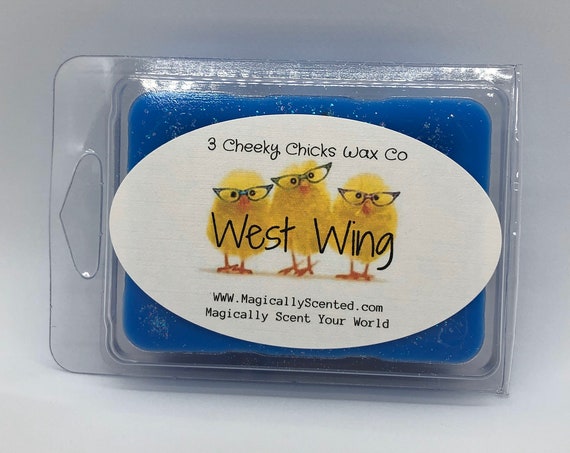 3 Cheeky Chicks Wax Co
West Wing
www.MagicallyScented.com
Magically Scent Your World